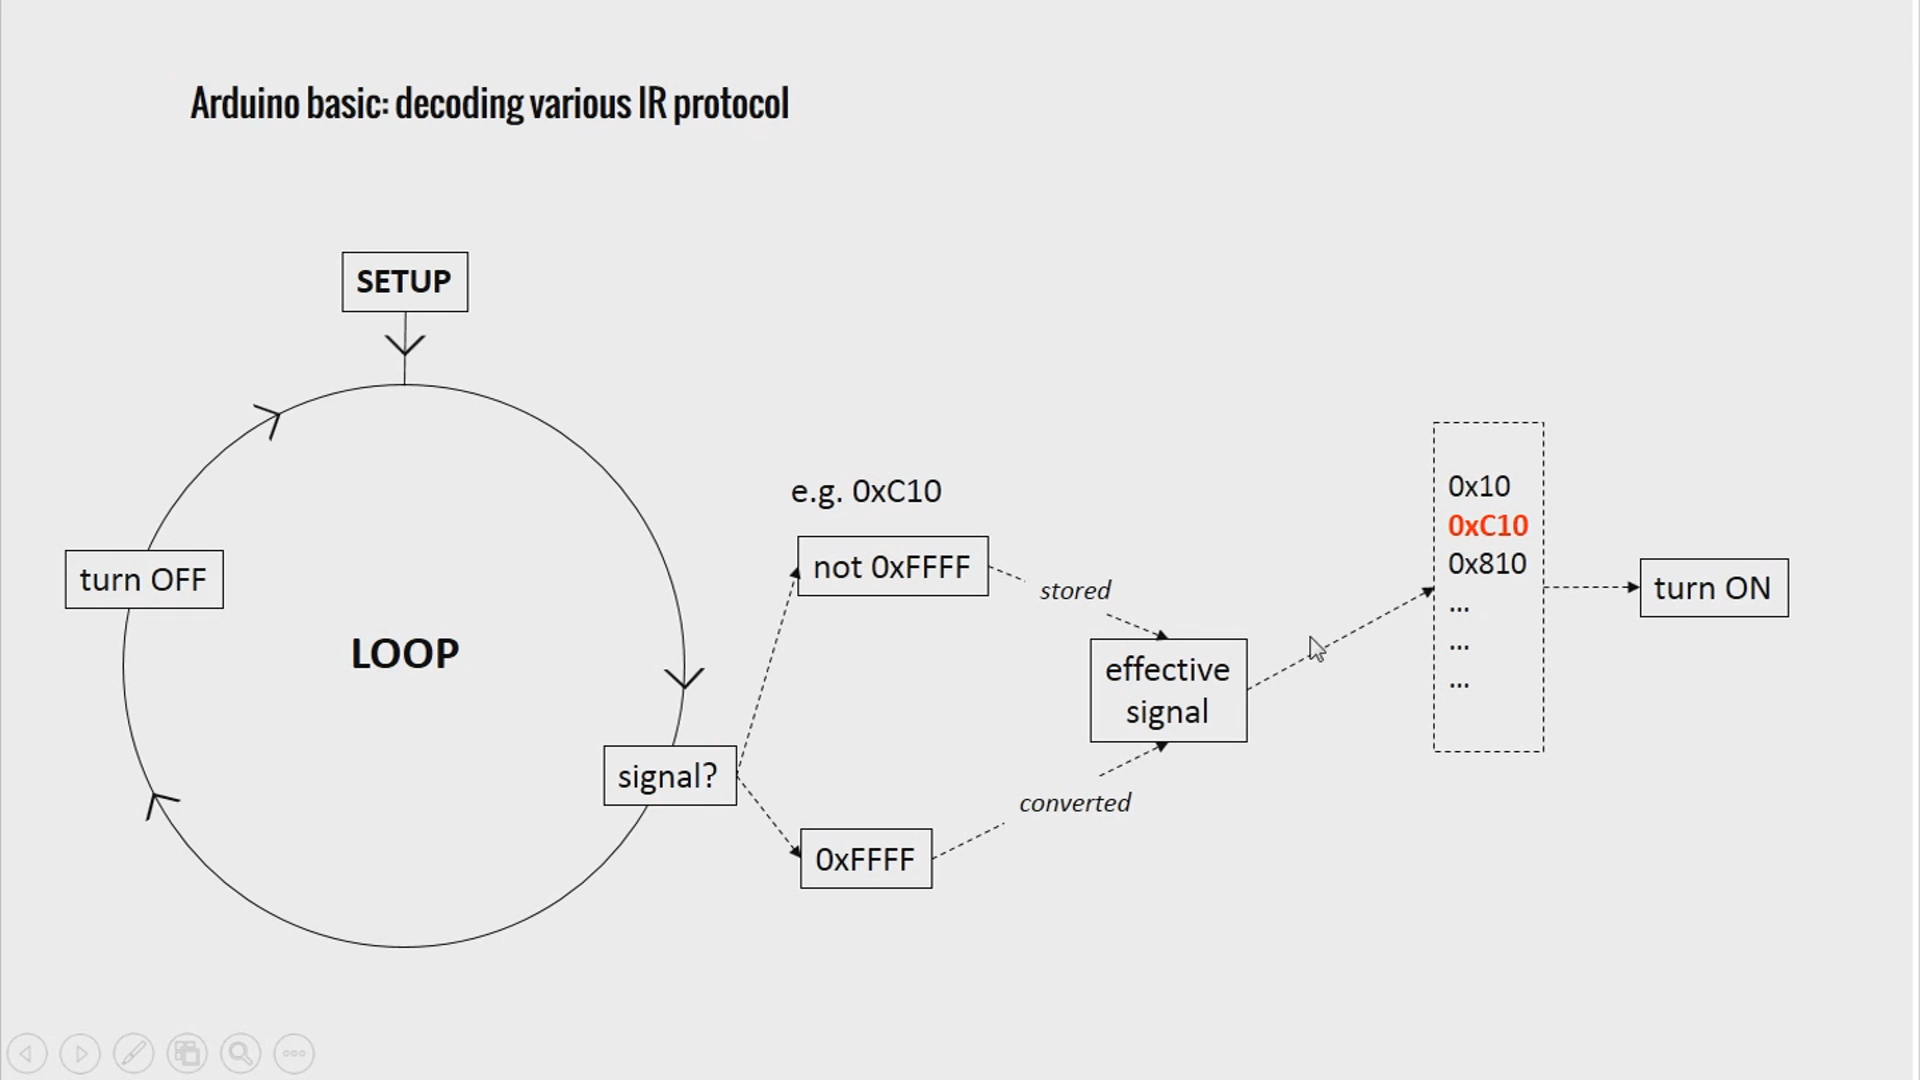 Arduino basic: decoding various IR protocol
SETUP
LOOP
turn OFF
signal?
e.g. 0xC10
not 0xFFFF
0xFFFF
stored
converted
effective
signal
0x10
0xC10
0x810
...
...
...
turn ON